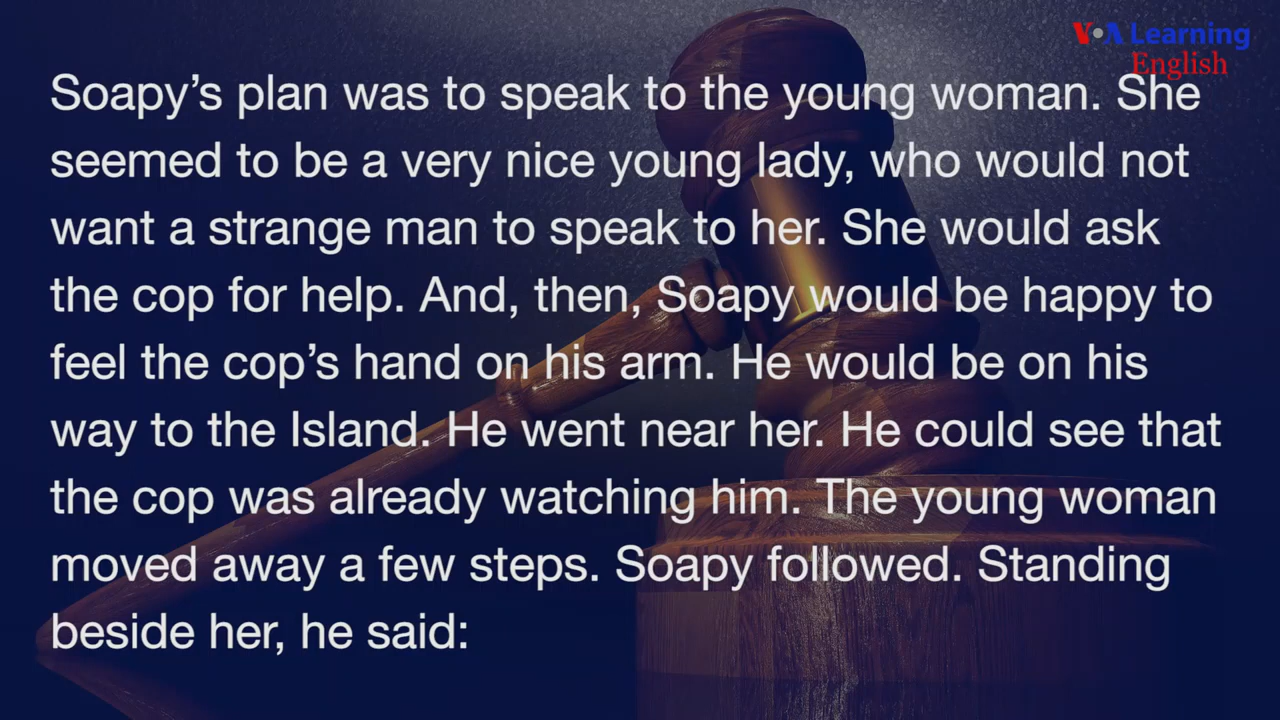 VOA Learning
English
Soapy’s plan was to speak to the young woman. She
seemed to be a very nice young lady, who would not
want a strange man to speak to her. She would ask
the cop for help. And, then, Soapy would be happy to
feel the cop’s hand on his arm. He would be on his
way to the Island. He went near her. He could see that
the cop was already watching him. The young woman
moved away a few steps. Soapy followed. Standing
beside her, he said: